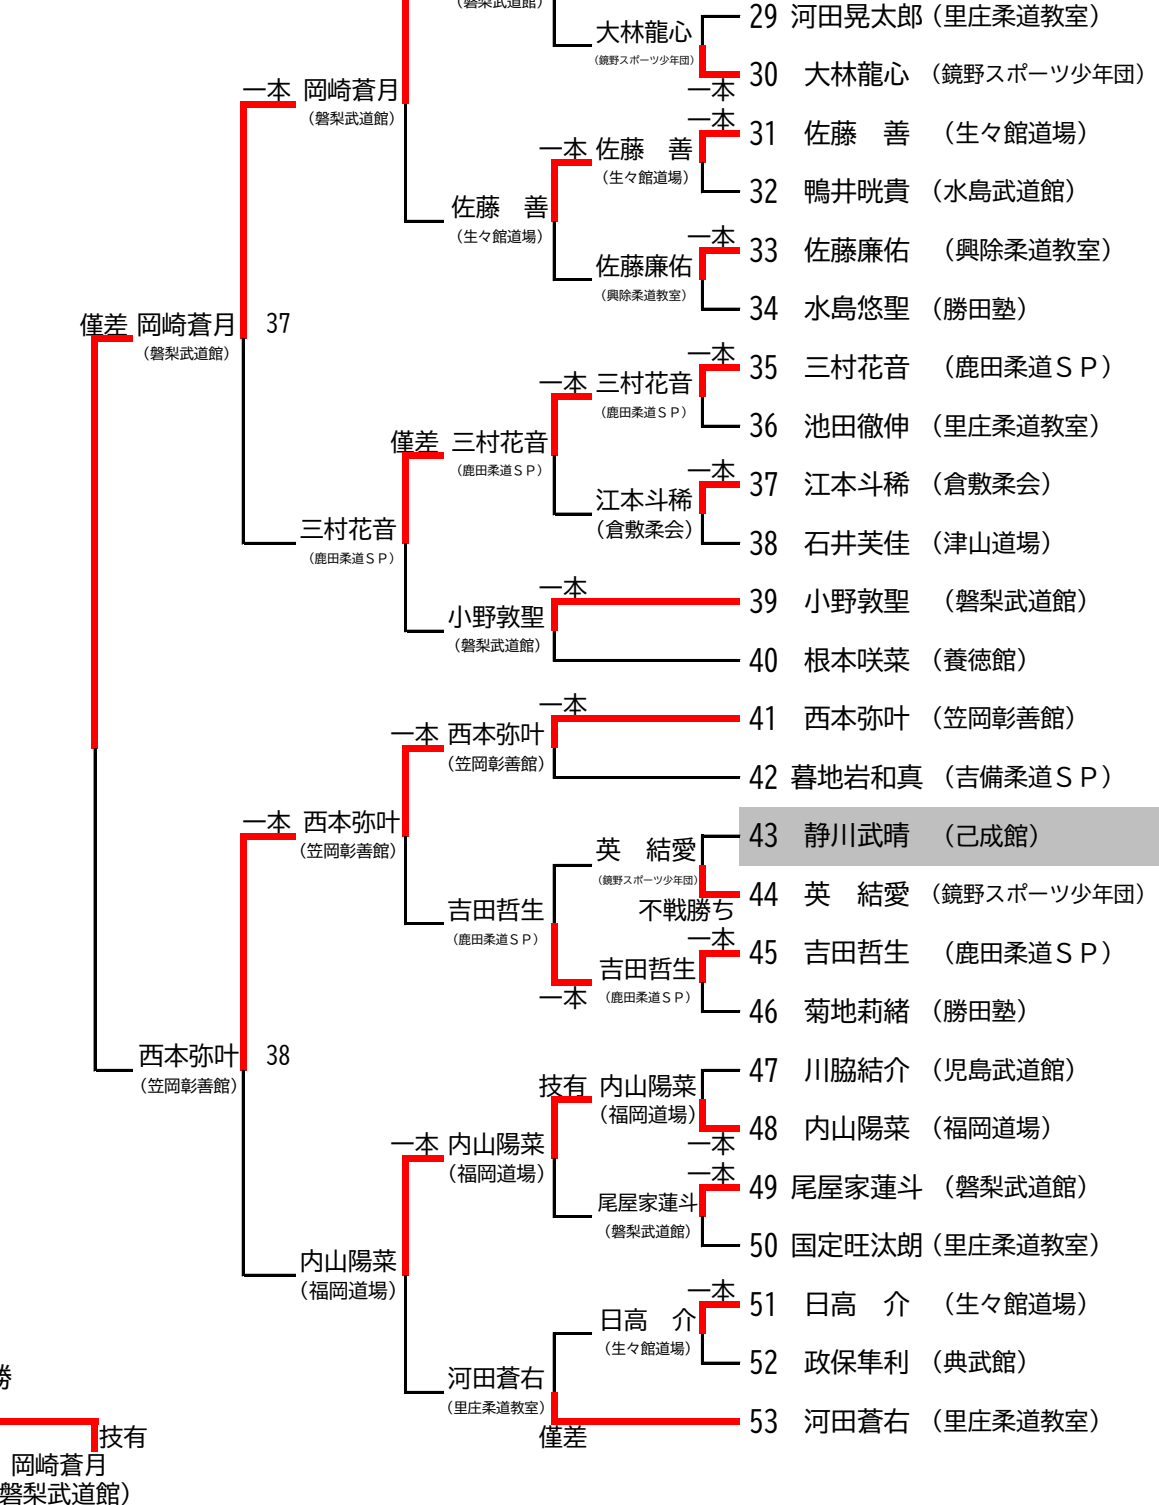 （磐梨武道館）
29 河田晃太郎（里庄柔道教室）
大林龍心
（鏡野スポーツ少年団）
30 大林龍心 （鏡野スポーツ少年団）
一本
一本 岡崎蒼月
（磐梨武道館）
一本
31 佐藤　善 （生々館道場）
一本 佐藤　善
（生々館道場）
32 鴨井晄貴 （水島武道館）
佐藤　善
（生々館道場）
一本
33 佐藤廉佑 （興除柔道教室）
佐藤廉佑
（興除柔道教室）
34 水島悠聖 （勝田塾）
僅差 岡崎蒼月 37
（磐梨武道館）
一本
35 三村花音 （鹿田柔道ＳＰ）
一本 三村花音
（鹿田柔道ＳＰ）
36 池田徹伸 （里庄柔道教室）
僅差 三村花音
（鹿田柔道ＳＰ）
一本
37 江本斗稀 （倉敷柔会）
江本斗稀
（倉敷柔会）
38 石井芙佳 （津山道場）
三村花音
（鹿田柔道ＳＰ）
一本
39 小野敦聖 （磐梨武道館）
小野敦聖
（磐梨武道館）
40 根本咲菜 （養徳館）
一本
41 西本弥叶 （笠岡彰善館）
一本 西本弥叶
（笠岡彰善館）
42 暮地岩和真 （吉備柔道ＳＰ）
一本 西本弥叶
（笠岡彰善館）
43 静川武晴 （己成館）
英　結愛
（鏡野スポーツ少年団）
44 英　結愛 （鏡野スポーツ少年団）
不戦勝ち
吉田哲生
（鹿田柔道ＳＰ）
一本
45 吉田哲生 （鹿田柔道ＳＰ）
吉田哲生
一本 （鹿田柔道ＳＰ）
46 菊地莉緒 （勝田塾）
西本弥叶 38
（笠岡彰善館）
47 川脇結介 （児島武道館）
技有 内山陽菜
（福岡道場）
48 内山陽菜 （福岡道場）
一本
一本 内山陽菜
（福岡道場）
一本
49 尾屋家蓮斗 （磐梨武道館）
尾屋家蓮斗
（磐梨武道館）
50 国定旺汰朗（里庄柔道教室）
内山陽菜
（福岡道場）
一本
51 日高　介 （生々館道場）
日高　介
（生々館道場）
52 政保隼利 （典武館）
河田蒼右
（里庄柔道教室）
53 河田蒼右 （里庄柔道教室）
僅差
勝
技有
岡崎蒼月
磐梨武道館）